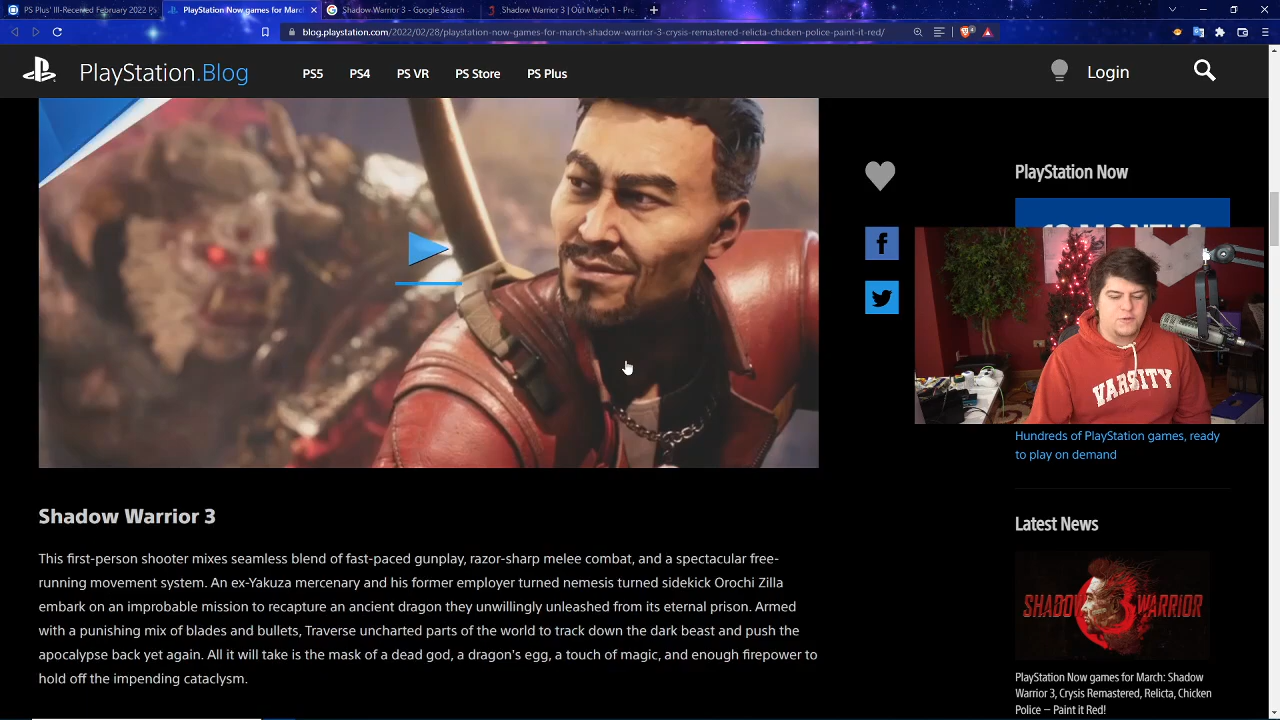 PS Plus' Ill-Received February 2022 PS
PlayStation Now games for March
Shadow Warrior 3 - Google Search
Shadow Warrior 3 | Out March 1 - Pre
blog.playstation.com/2022/02/28/playstation-now-games-for-march-shadow-warrior-3-crysis-remastered-relicta-chicken-police-paint-it-red/
PlayStation.Blog
PS5
PS4
PS VR
PS Store
PS Plus
Login
PlayStation Now
12 MONTHS
VARSITY
Hundreds of PlayStation games, ready
to play on demand
Shadow Warrior 3
This first-person shooter mixes seamless blend of fast-paced gunplay, razor-sharp melee combat, and a spectacular free-
running movement system. An ex-Yakuza mercenary and his former employer turned nemesis turned sidekick Orochi Zilla
embark on an improbable mission to recapture an ancient dragon they unwillingly unleashed from its eternal prison. Armed
with a punishing mix of blades and bullets, Traverse uncharted parts of the world to track down the dark beast and push the
apocalypse back yet again. All it will take is the mask of a dead god, a dragon's egg, a touch of magic, and enough firepower to
hold off the impending cataclysm.
Latest News
SHADOW WARRIOR
3
PlayStation Now games for March: Shadow
Warrior 3, Crysis Remastered, Relicta, Chicken
Police – Paint it Red!